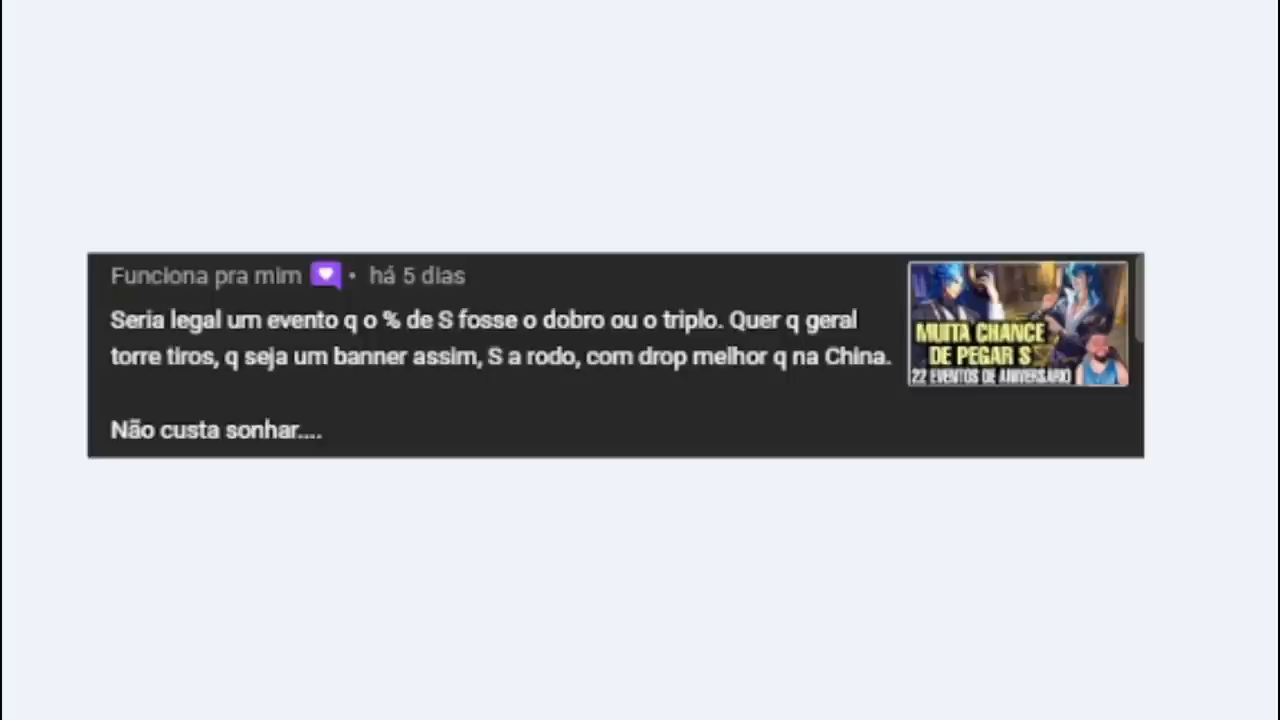 Funciona pra mim • há 5 dias
Seria legal um evento q o % de S fosse o dobro ou o triplo. Quer q geral
torre tiros, q seja um banner assim, S a rodo, com drop melhor q na China.
Não custa sonhar....
MUITA CHANCE
DE PEGAR S
22 EVENTOS DE ANIVERSÁRIO